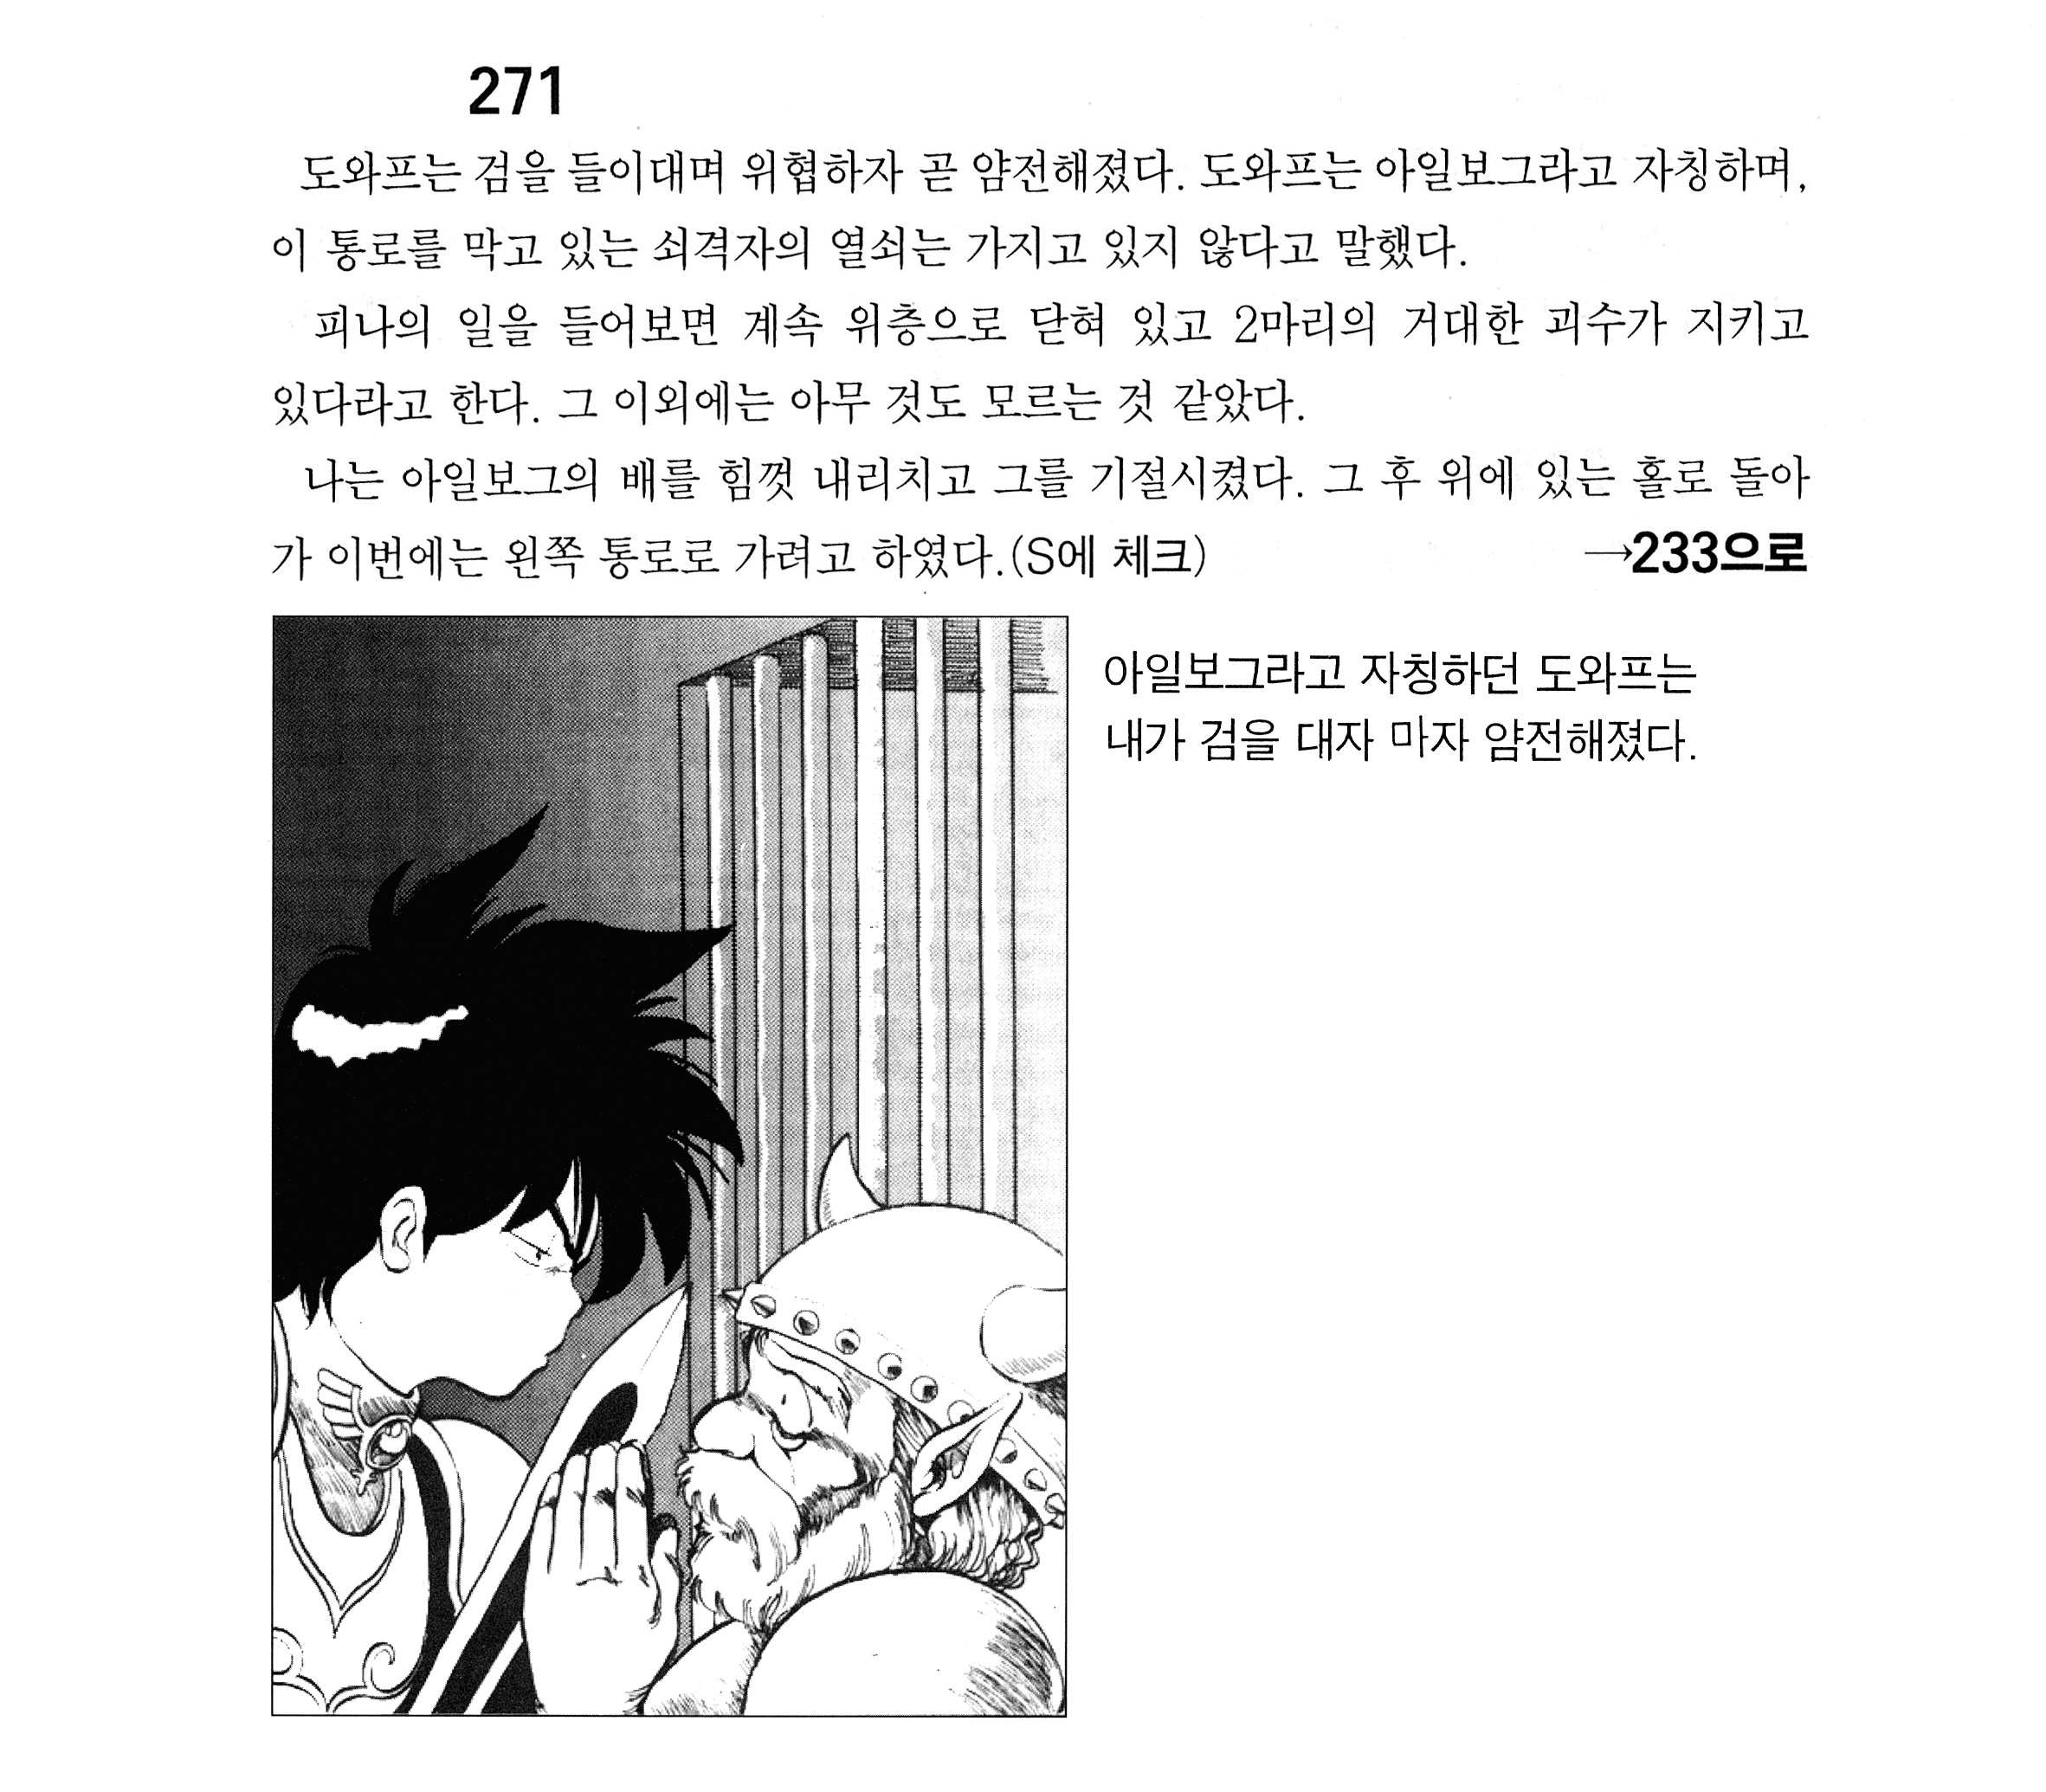 271
도와프는 검을 들이대며 위협하자 곧 얌전해졌다. 도와프는 아일보그라고 자칭하며,
이 통로를 막고 있는 쇠격자의 열쇠는 가지고 있지 않다고 말했다.
피나의 일을 들어보면 계속 위층으로 닫혀 있고 2마리의 거대한 괴수가 지키고
있다라고 한다. 그 이외에는 아무 것도 모르는 것 같았다.
나는 아일보그의 배를 힘껏 내리치고 그를 기절시켰다. 그 후 위에 있는 홀로 돌아
가 이번에는 왼쪽 통로로 가려고 하였다.(S에 체크) →233으로
아일보그라고 자칭하던 도와프는
내가 검을 대자 마자 얌전해졌다.